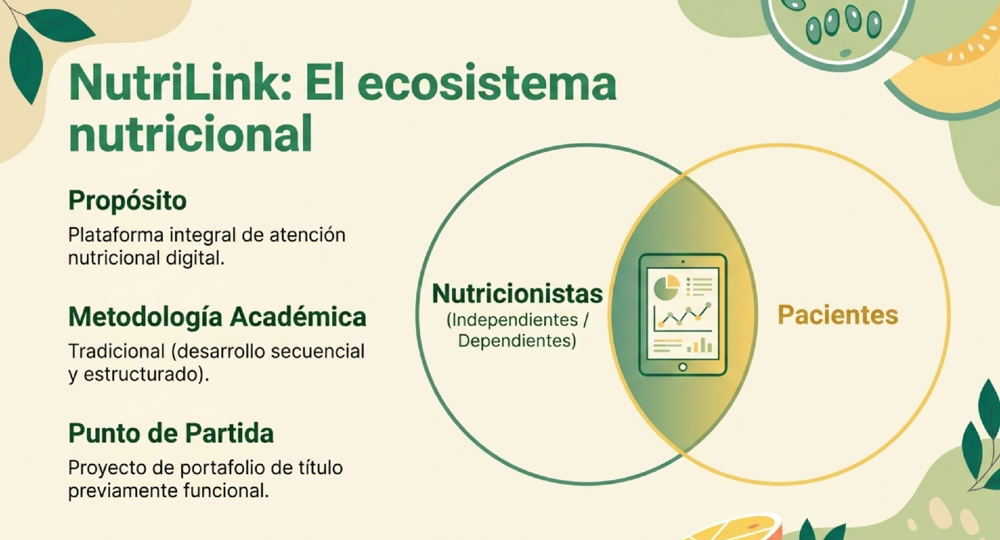 NutriLink: El ecosistema
nutricional
Propósito
Plataforma integral de atención
nutricional digital.
Metodología Académica
Tradicional (desarrollo secuencial
y estructurado).
Punto de Partida
Proyecto de portafolio de título
previamente funcional.
Nutricionistas
(Independientes /
Dependientes)
Pacientes